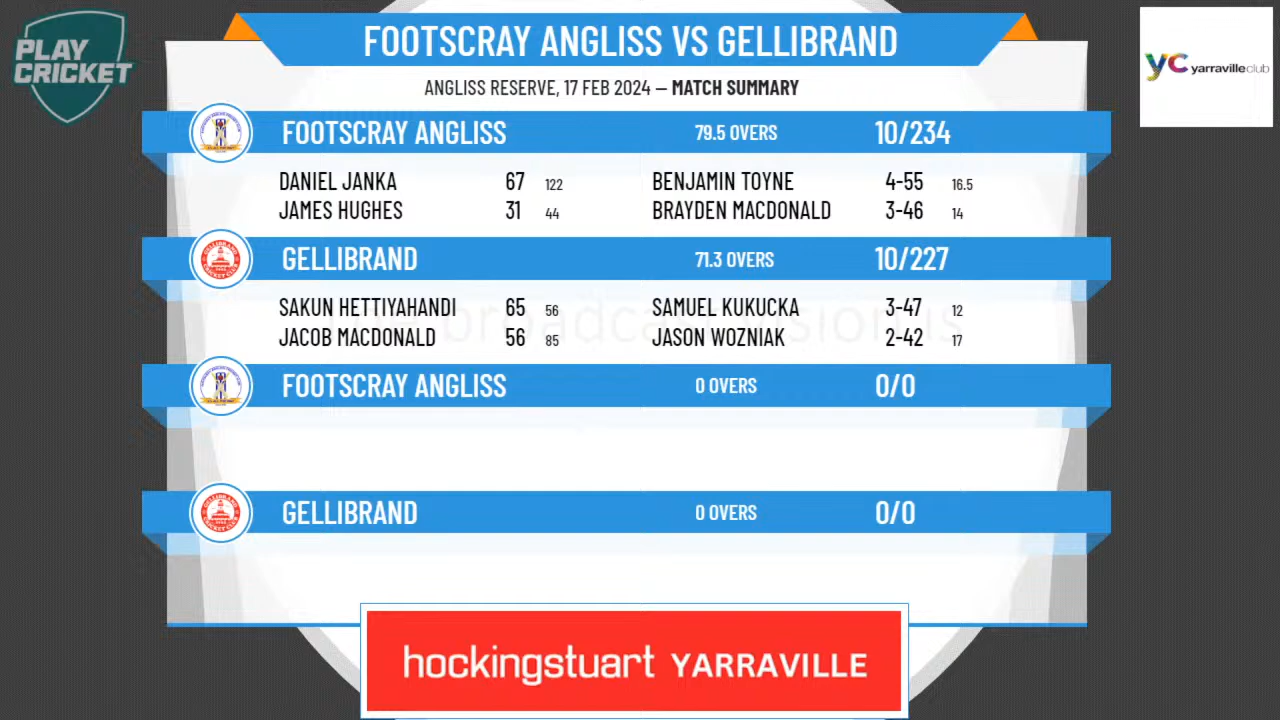 PLAY CRICKET
FOOTSCRAY ANGLISS VS GELLIBRAND
yc yarravilleclub
ANGLISS RESERVE, 17 FEB 2024 – MATCH SUMMARY
FOOTSCRAY ANGLISS 79.5 OVERS 10/234
DANIEL JANKA 67 122 BENJAMIN TOYNE 4-55 16.5
JAMES HUGHES 31 44 BRAYDEN MACDONALD 3-46 14
GELLIBRAND 71.3 OVERS 10/227
SAKUN HETTIYAHANDI 65 56 SAMUEL KUKUCKA 3-47 12
JACOB MACDONALD 56 85 JASON WOZNIAK 2-42 17
FOOTSCRAY ANGLISS 0 OVERS 0/0
GELLIBRAND 0 OVERS 0/0
hockingstuart YARRAVILLE